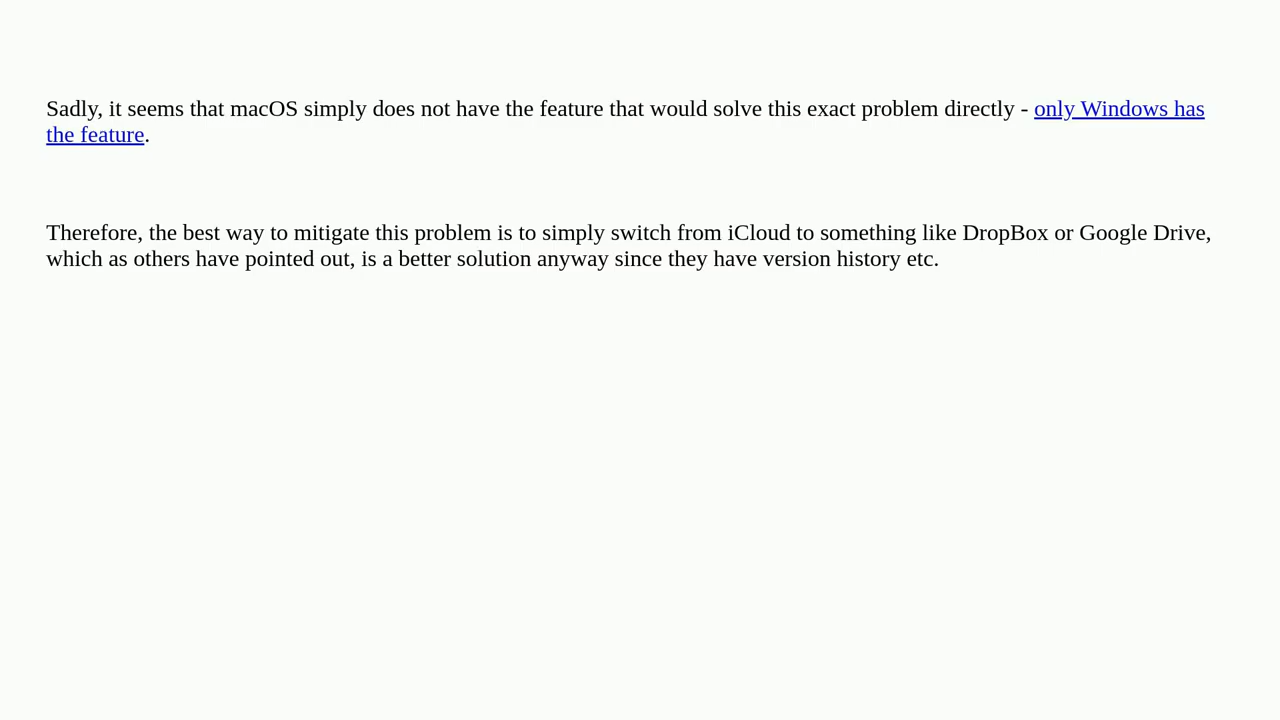 Sadly, it seems that macOS simply does not have the feature that would solve this exact problem directly - only Windows has
the feature.
Therefore, the best way to mitigate this problem is to simply switch from iCloud to something like DropBox or Google Drive,
which as others have pointed out, is a better solution anyway since they have version history etc.